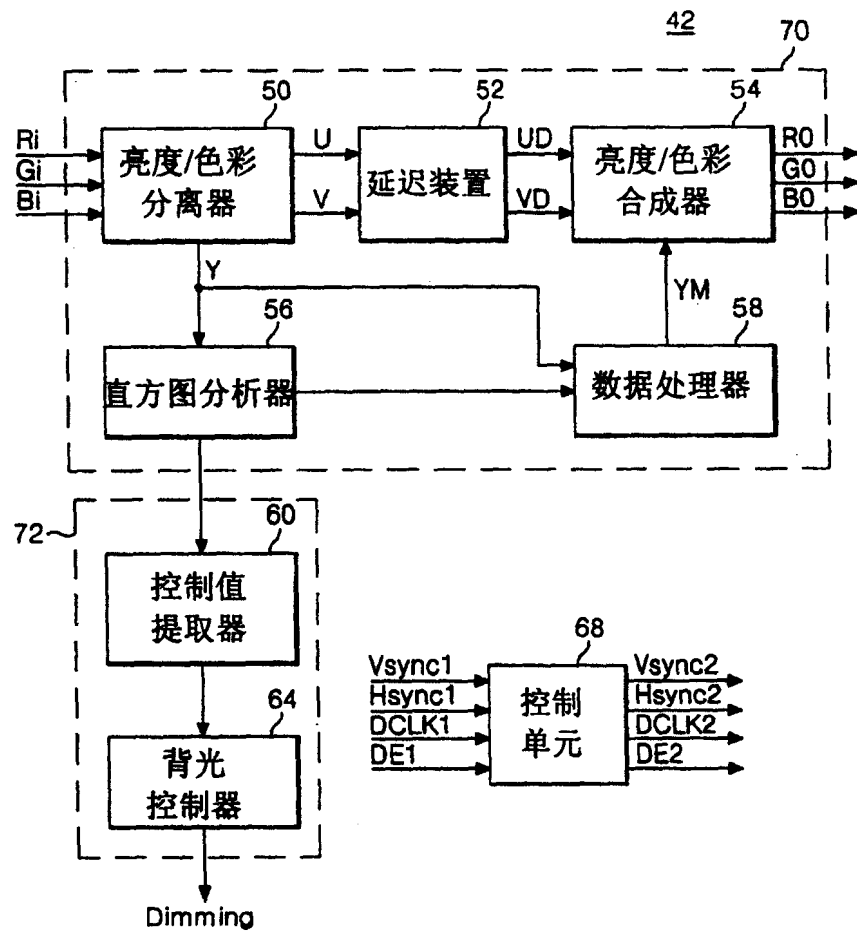 42
70
50
52
54
Ri
Gi
Bi
亮度/色彩
分离器
U
V
延迟装置
UD
VD
亮度/色彩
合成器
R0
G0
B0
Y
YM
56
58
直方图分析器
数据处理器
72
60
控制值
提取器
68
Vsync1
Hsync1
DCLK1
DE1
控制
单元
Vsync2
Hsync2
DCLK2
DE2
64
背光
控制器
Dimming